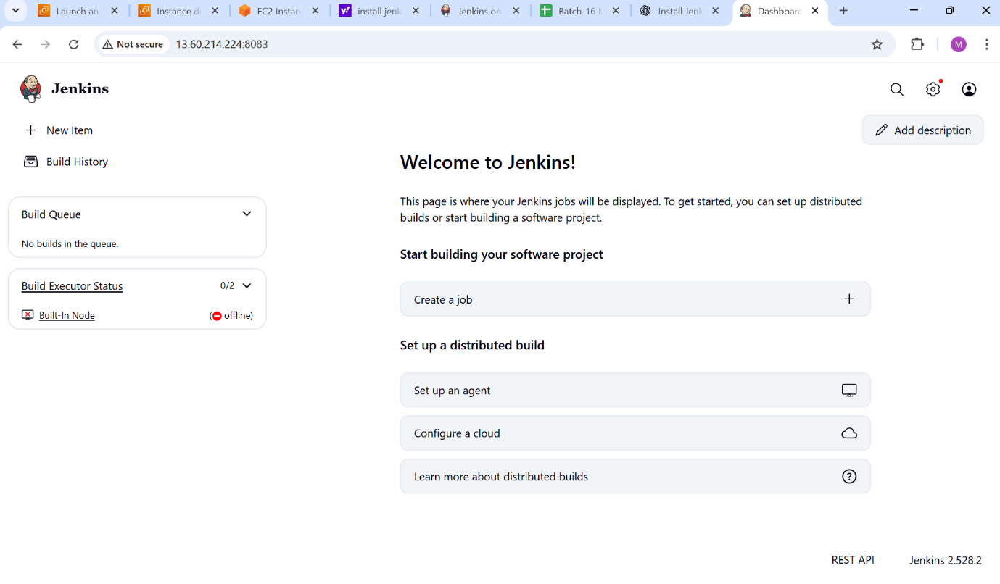 Launch an
Instance d
EC2 Instan
install jenk
Jenkins on
Batch-16 M
Install Jenk
Dashboard
Not secure
13.60.214.224:8083
M
Jenkins
New Item
Add description
Build History
Welcome to Jenkins!
This page is where your Jenkins jobs will be displayed. To get started, you can set up distributed
builds or start building a software project.
Build Queue
No builds in the queue.
Start building your software project
Build Executor Status
0/2
Create a job
Built-In Node
(offline)
Set up a distributed build
Set up an agent
Configure a cloud
Learn more about distributed builds
REST API
Jenkins 2.528.2